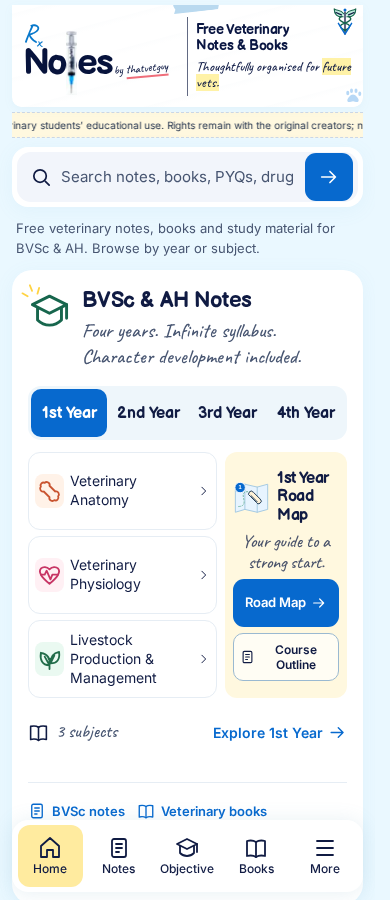 Rx
Notes by thatvetguy
Free Veterinary
Notes & Books
Thoughtfully organised for future
vets.
inary students' educational use. Rights remain with the original creators;
Search notes, books, PYQs, drug
Free veterinary notes, books and study material for
BVSc & AH. Browse by year or subject.
BVSc & AH Notes
Four years. Infinite syllabus.
Character development included.
1st Year 2nd Year 3rd Year 4th Year
Veterinary
Anatomy
Veterinary
Physiology
Livestock
Production &
Management
1
1st Year
Road
Map
Your guide to a
strong start.
Road Map
Course
Outline
3 subjects
Explore 1st Year
BVSc notes Veterinary books
Home Notes Objective Books More